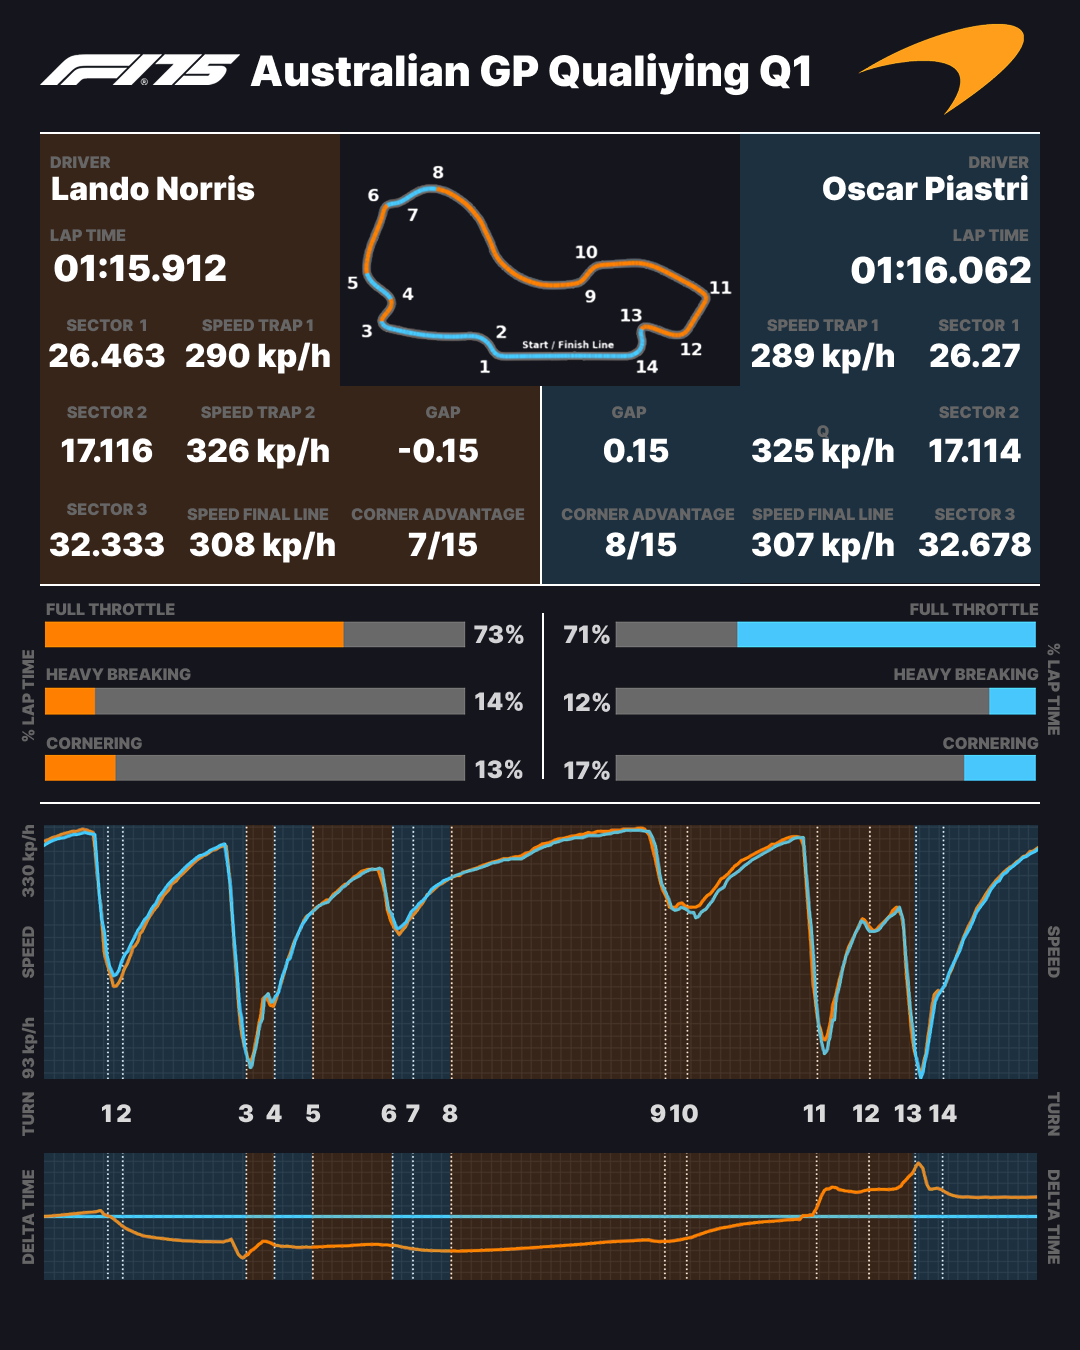 F1.75® Australian GP Qualiying Q1
DRIVER
Lando Norris
LAP TIME
01:15.912
SECTOR 1 SPEED TRAP 1
26.463 290 kp/h
SECTOR 2 SPEED TRAP 2 GAP
17.116 326 kp/h -0.15
SECTOR 3 SPEED FINAL LINE CORNER ADVANTAGE
32.333 308 kp/h 7/15
8
6
7
10
5
4
9
11
13
3
2
Start / Finish Line
12
1
14
DRIVER
Oscar Piastri
LAP TIME
01:16.062
SPEED TRAP 1 SECTOR 1
289 kp/h 26.27
GAP Q SECTOR 2
0.15 325 kp/h 17.114
CORNER ADVANTAGE SPEED FINAL LINE SECTOR 3
8/15 307 kp/h 32.678
% LAP TIME
FULL THROTTLE
73%
HEAVY BREAKING
14%
CORNERING
13%
FULL THROTTLE
71%
HEAVY BREAKING
12%
CORNERING
17%
% LAP TIME
330 kp/h
SPEED
93 kp/h
SPEED
TURN 1 2 3 4 5 6 7 8 9 10 11 12 13 14 TURN
DELTA TIME
DELTA TIME